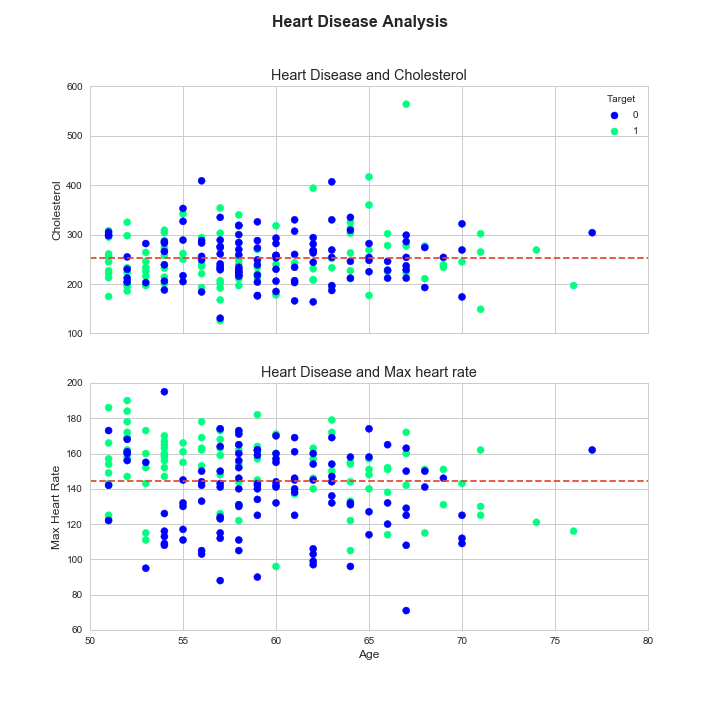 Heart Disease Analysis
Heart Disease and Cholesterol
600
500
400
300
200
100
Cholesterol
Target
0
1
Heart Disease and Max heart rate
200
180
160
140
120
100
80
60
Max Heart Rate
50 55 60 65 70 75 80
Age